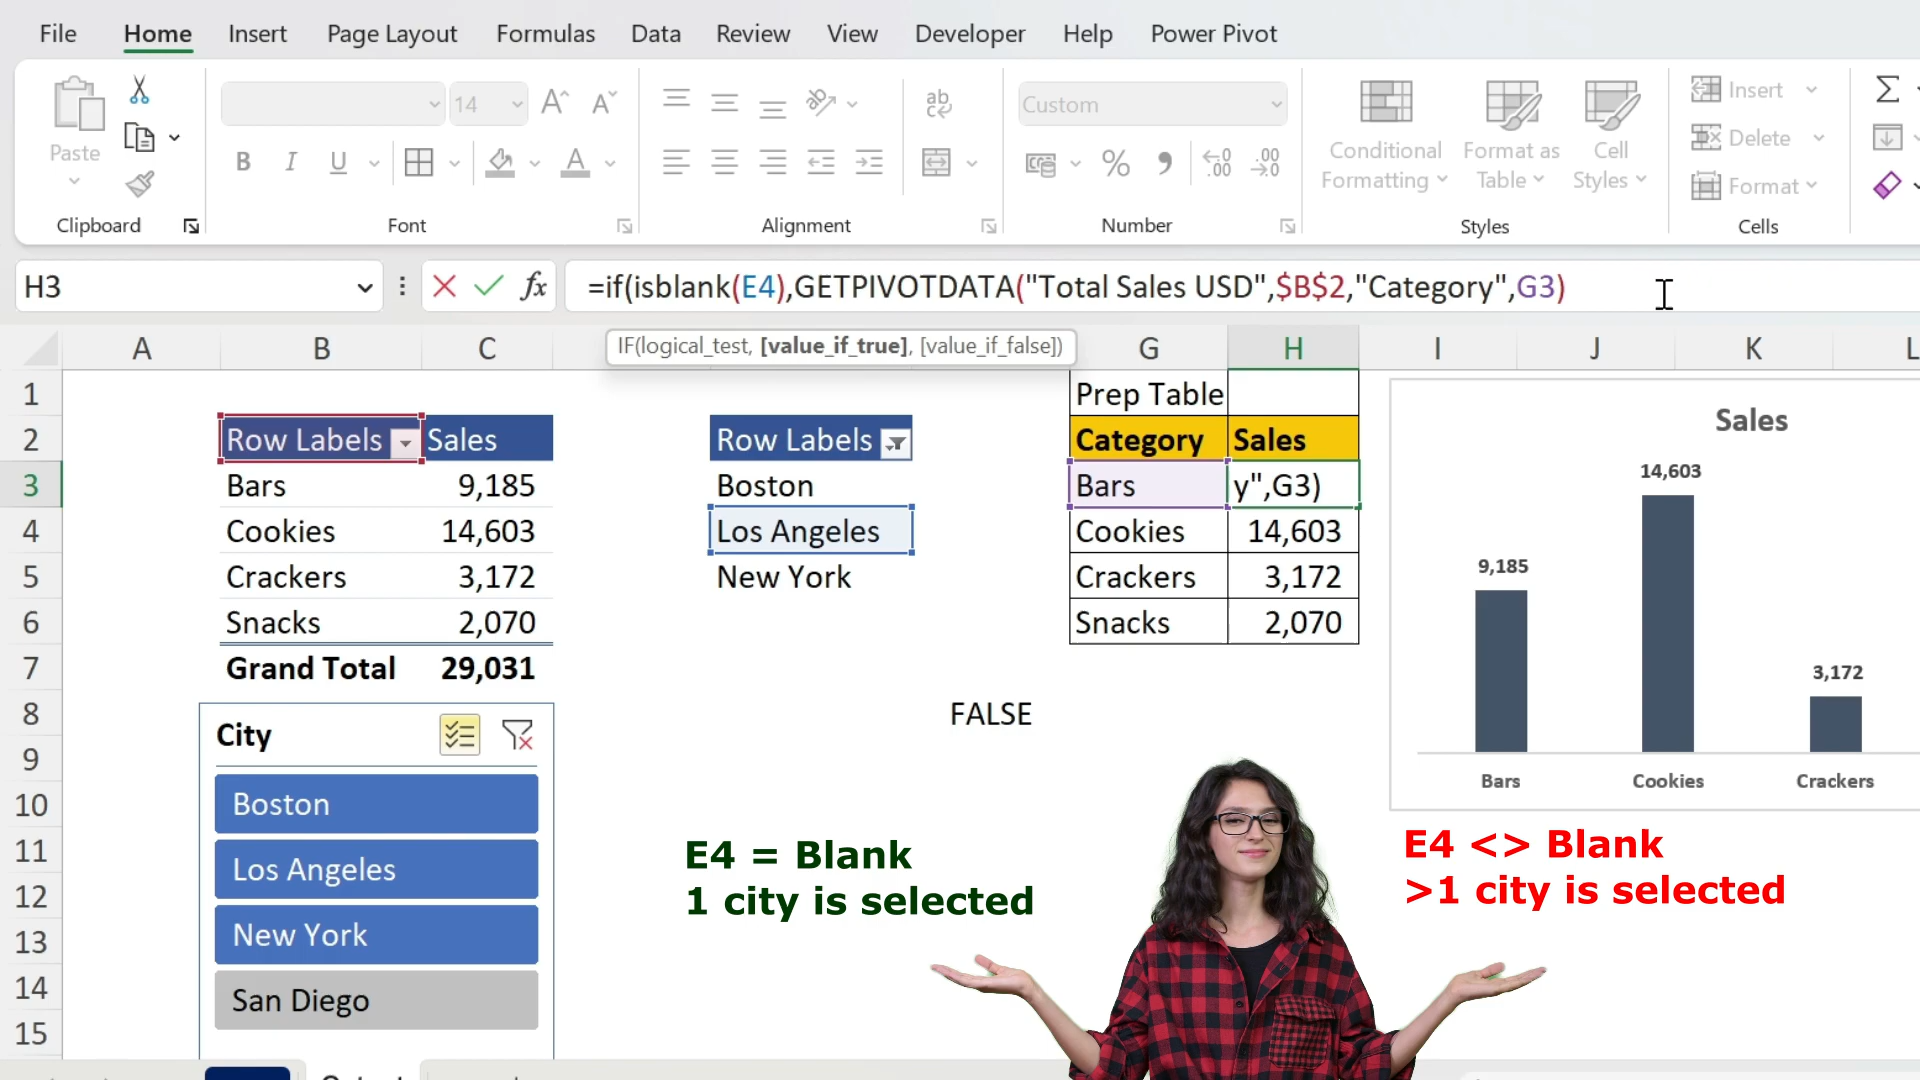 File Home Insert Page Layout Formulas Data Review View Developer Help Power Pivot
Paste
14
A^ A˅
B I U A
ab
Custom
% 9
Conditional Formatting
Format as Table
Cell Styles
Insert
Delete
Format
Σ
Clipboard Font Alignment Number Styles Cells
H3 fx =if(isblank(E4),GETPIVOTDATA("Total Sales USD",$B$2,"Category",G3)
IF(logical_test, [value_if_true], [value_if_false])
A B C G H I J K L
1 Prep Table
2 Row Labels Sales Row Labels Category Sales
3 Bars 9,185 Boston Bars y",G3)
4 Cookies 14,603 Los Angeles Cookies 14,603
5 Crackers 3,172 New York Crackers 3,172
6 Snacks 2,070 Snacks 2,070
7 Grand Total 29,031
8 FALSE
9
10
11
12
13
14
15
City
Boston
Los Angeles
New York
San Diego
Sales
14,603
9,185
3,172
Bars Cookies Crackers
E4 = Blank
1 city is selected
E4 <> Blank
>1 city is selected